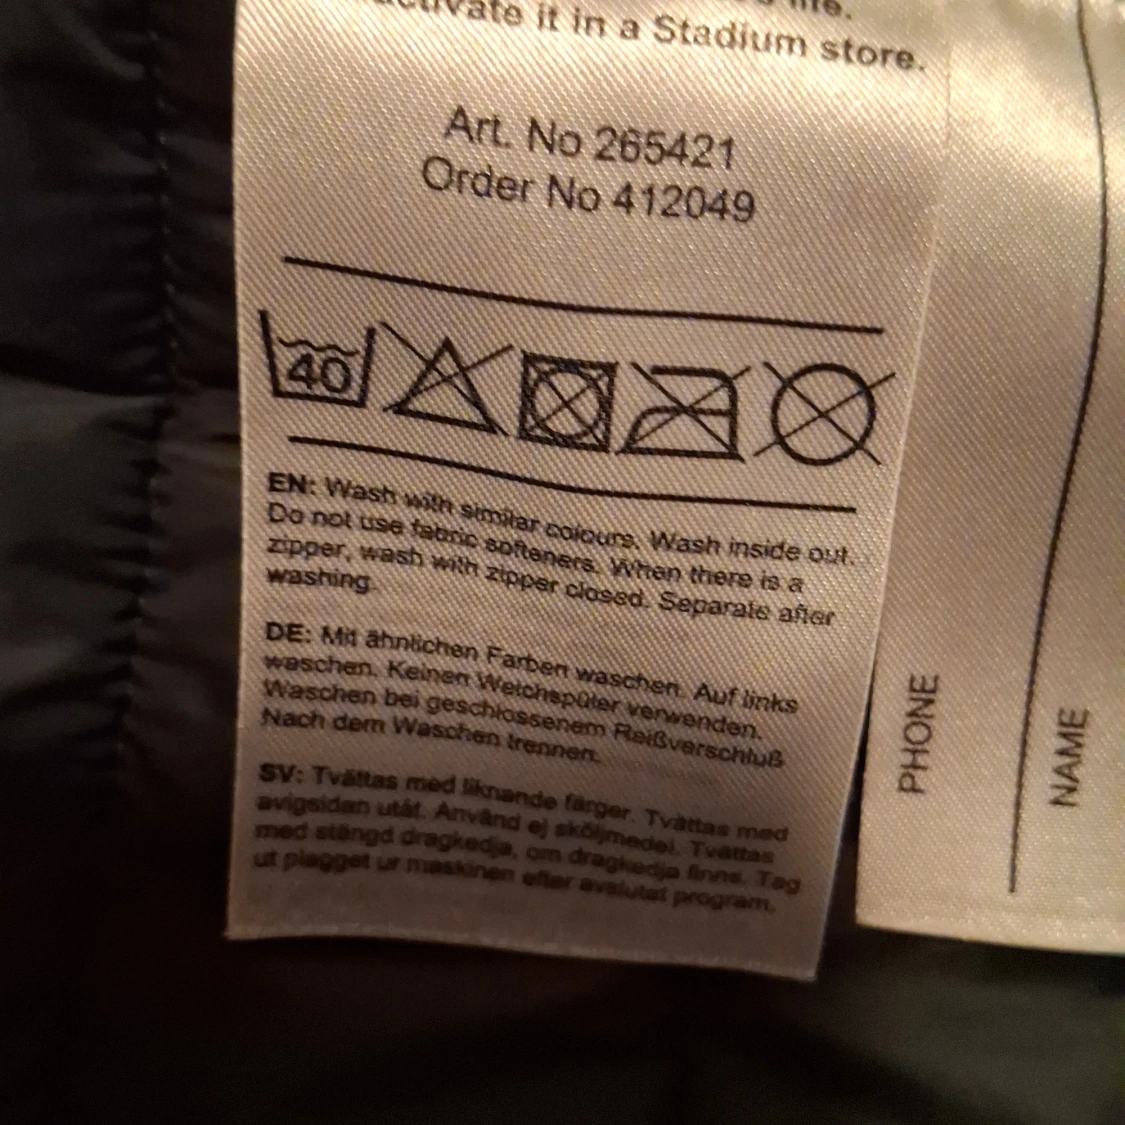 life.
activate it in a Stadium store.
Art. No 265421
Order No 412049
40
EN: Wash with similar colours. Wash inside out.
Do not use fabric softeners. When there is a
zipper, wash with zipper closed. Separate after
washing.
DE: Mit ähnlichen Farben waschen. Auf links
waschen. Keinen Weichspüler verwenden.
Waschen bei geschlossenem Reißverschluß
Nach dem Waschen trennen.
SV: Tvättas med liknande färger. Tvättas med
avigsidan utåt. Använd ej sköljmedel. Tvättas
med stängd dragkedja, om dragkedja finns. Tag
ut plagget ur maskinen efter avslutat program.
PHONE
NAME